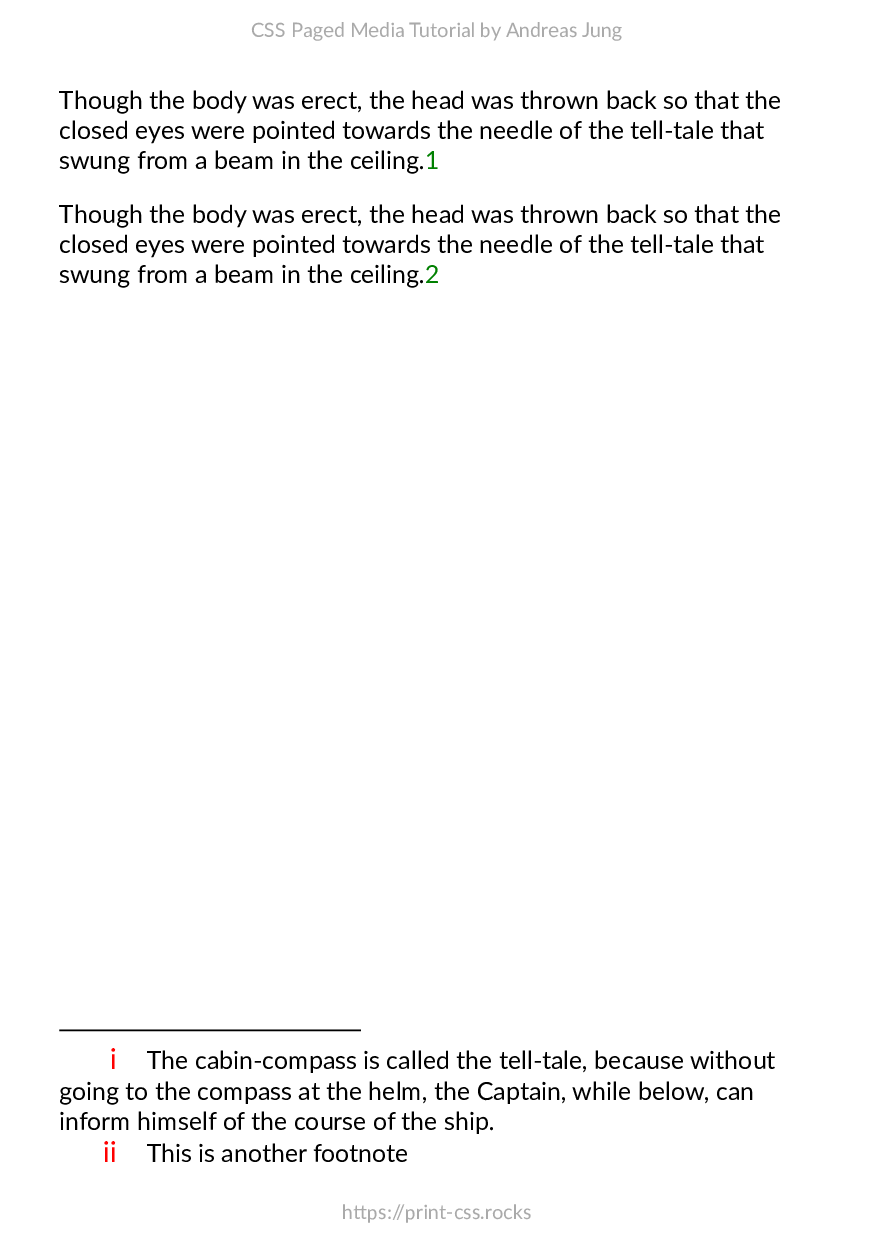 CSS Paged Media Tutorial by Andreas Jung
Though the body was erect, the head was thrown back so that the
closed eyes were pointed towards the needle of the tell-tale that
swung from a beam in the ceiling.1
Though the body was erect, the head was thrown back so that the
closed eyes were pointed towards the needle of the tell-tale that
swung from a beam in the ceiling.2
i The cabin-compass is called the tell-tale, because without
going to the compass at the helm, the Captain, while below, can
inform himself of the course of the ship.
ii This is another footnote
https://print-css.rocks